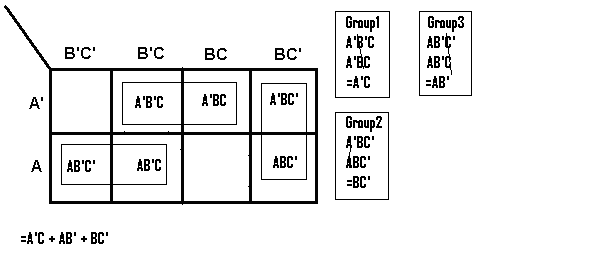 B'C' B'C BC BC'
A' A'B'C A'BC A'BC'
A AB'C' AB'C ABC'
Group1
A'B'C
A'BC
=A'C
Group3
AB'C'
AB'C
=AB'
Group2
A'BC'
ABC'
=BC'
=A'C + AB' + BC'